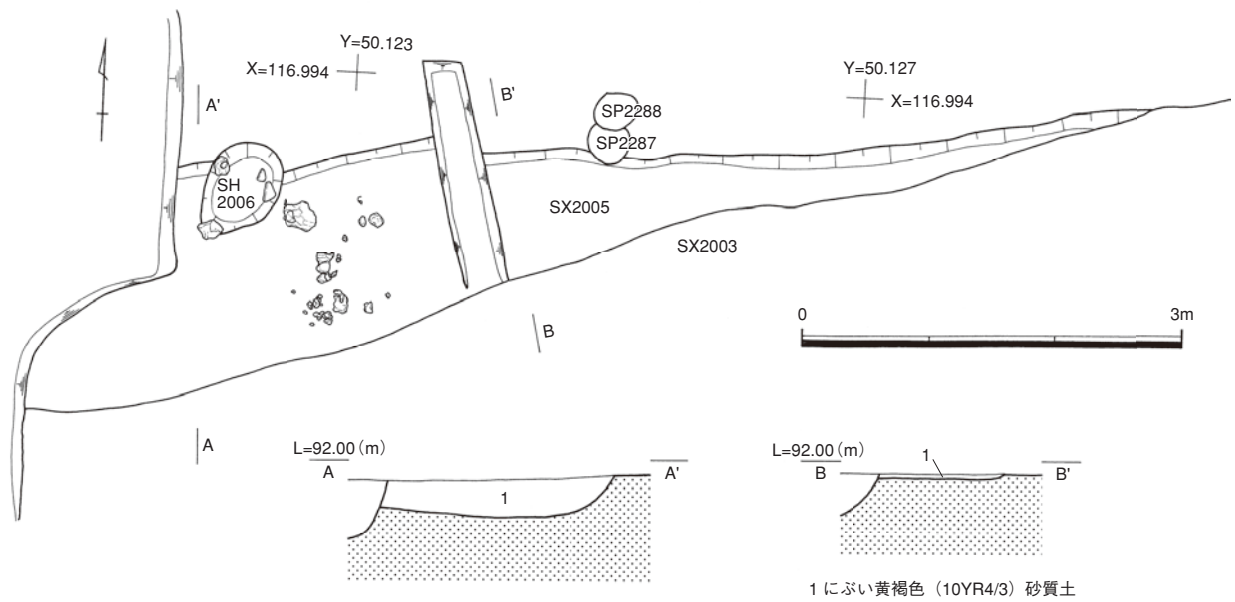 Y=50.123
X=116.994
A'
B'
SP2288
SP2287
Y=50.127
X=116.994
SH
2006
SX2005
SX2003
B
A
0
3m
L=92.00(m)
A
A'
1
L=92.00(m)
B
B'
1
1 にぶい黄褐色（10YR4/3）砂質土